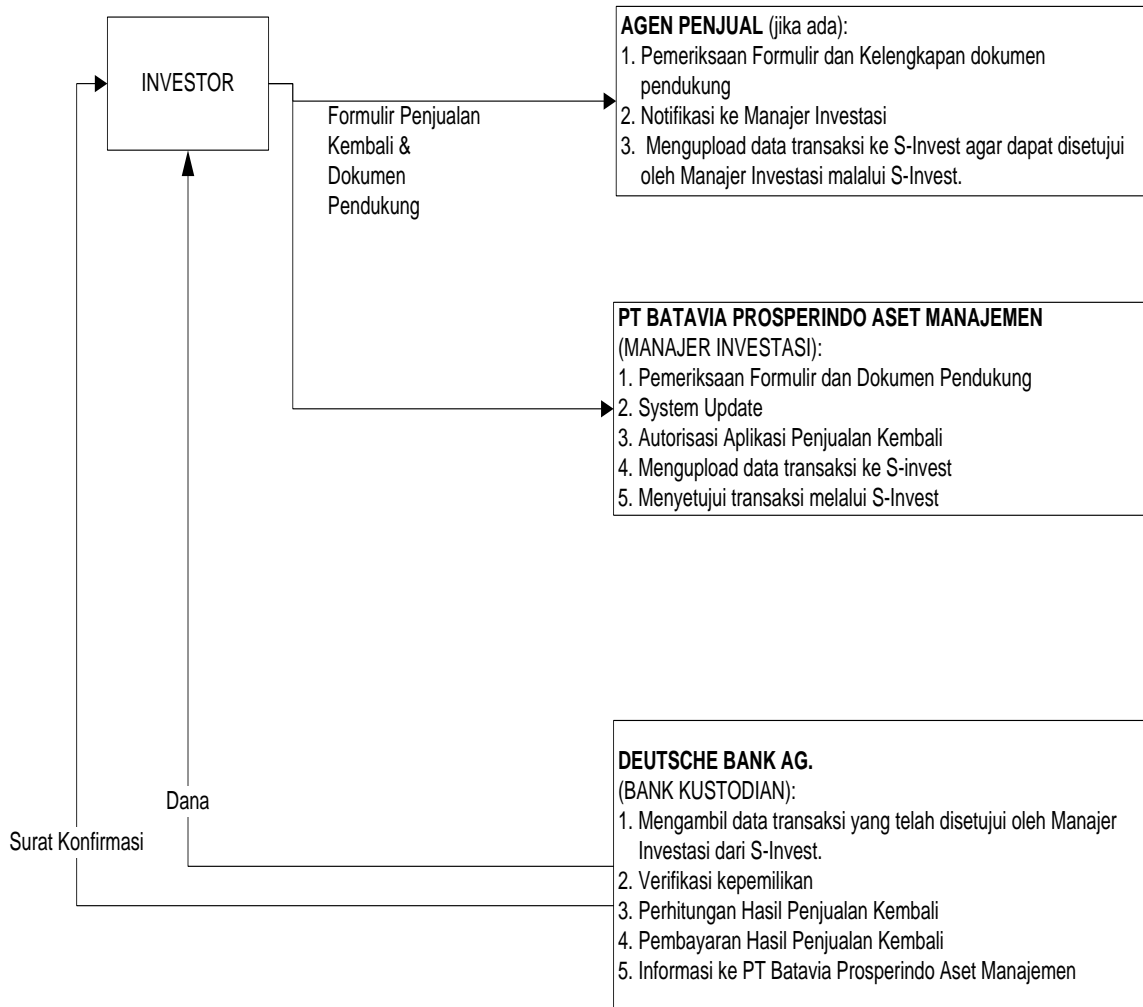 INVESTOR
Formulir Penjualan
Kembali &
Dokumen
Pendukung
AGEN PENJUAL (jika ada):
1. Pemeriksaan Formulir dan Kelengkapan dokumen
pendukung
2. Notifikasi ke Manajer Investasi
3. Mengupload data transaksi ke S-Invest agar dapat disetujui
oleh Manajer Investasi malalui S-Invest.
PT BATAVIA PROSPERINDO ASET MANAJEMEN
(MANAJER INVESTASI):
1. Pemeriksaan Formulir dan Dokumen Pendukung
2. System Update
3. Autorisasi Aplikasi Penjualan Kembali
4. Mengupload data transaksi ke S-invest
5. Menyetujui transaksi melalui S-Invest
Dana
Surat Konfirmasi
DEUTSCHE BANK AG.
(BANK KUSTODIAN):
1. Mengambil data transaksi yang telah disetujui oleh Manajer
Investasi dari S-Invest.
2. Verifikasi kepemilikan
3. Perhitungan Hasil Penjualan Kembali
4. Pembayaran Hasil Penjualan Kembali
5. Informasi ke PT Batavia Prosperindo Aset Manajemen